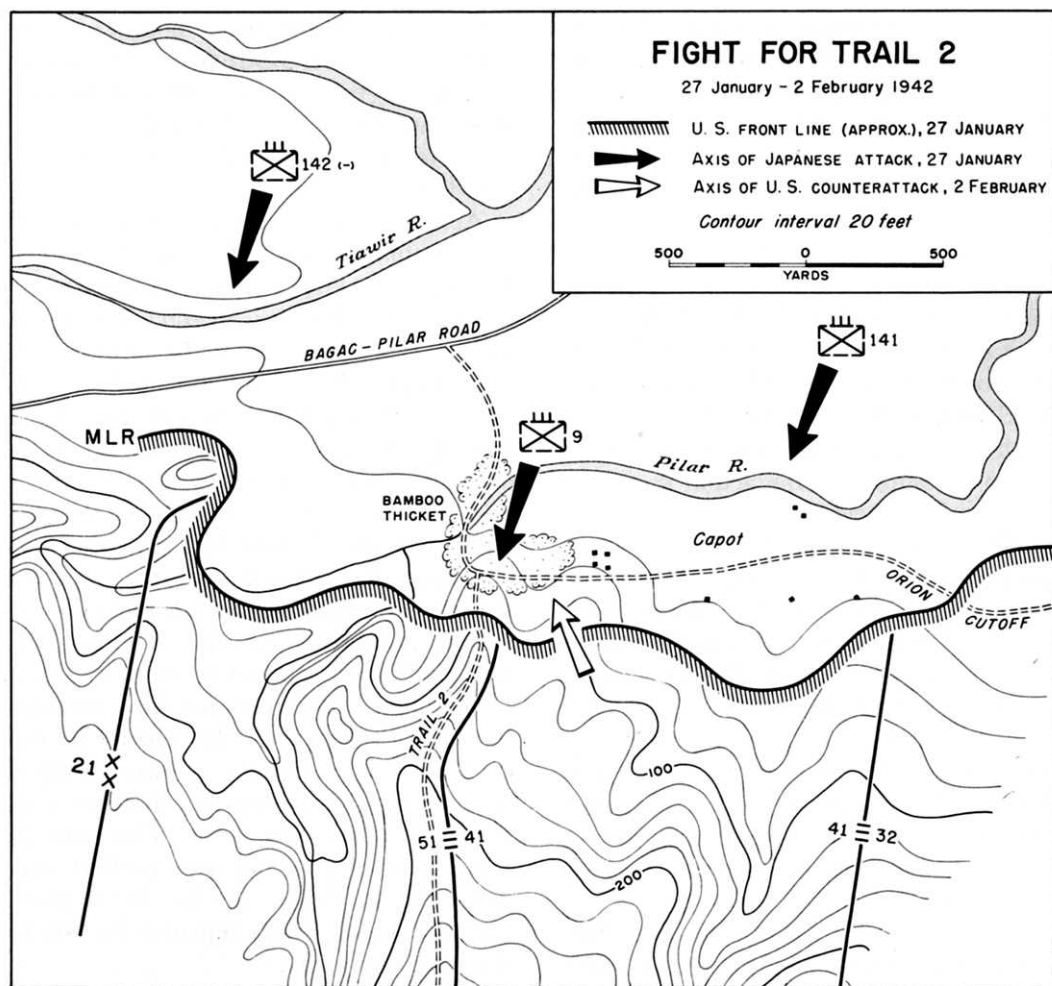 FIGHT FOR TRAIL 2
27 January - 2 February 1942
U. S. FRONT LINE (APPROX.), 27 JANUARY
AXIS OF JAPANESE ATTACK, 27 JANUARY
AXIS OF U. S. COUNTERATTACK, 2 FEBRUARY
Contour interval 20 feet
500 0 500
YARDS
142 (-)
Tiawir R.
BAGAC-PILAR ROAD
141
MLR
9
Pilar R.
BAMBOO
THICKET
Capot
ORION
CUTOFF
TRAIL 2
21
100
51 41
41 32
200